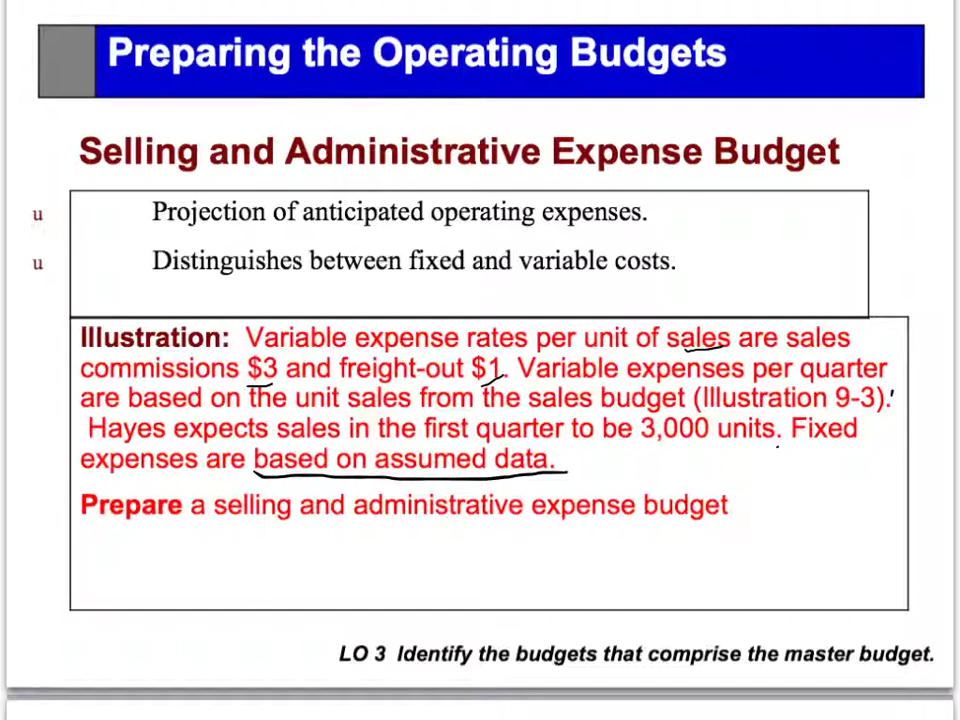 Preparing the Operating Budgets
Selling and Administrative Expense Budget
u Projection of anticipated operating expenses.
u Distinguishes between fixed and variable costs.
Illustration: Variable expense rates per unit of sales are sales
commissions $3 and freight-out $1. Variable expenses per quarter
are based on the unit sales from the sales budget (Illustration 9-3).
Hayes expects sales in the first quarter to be 3,000 units. Fixed
expenses are based on assumed data.
Prepare a selling and administrative expense budget
LO 3 Identify the budgets that comprise the master budget.